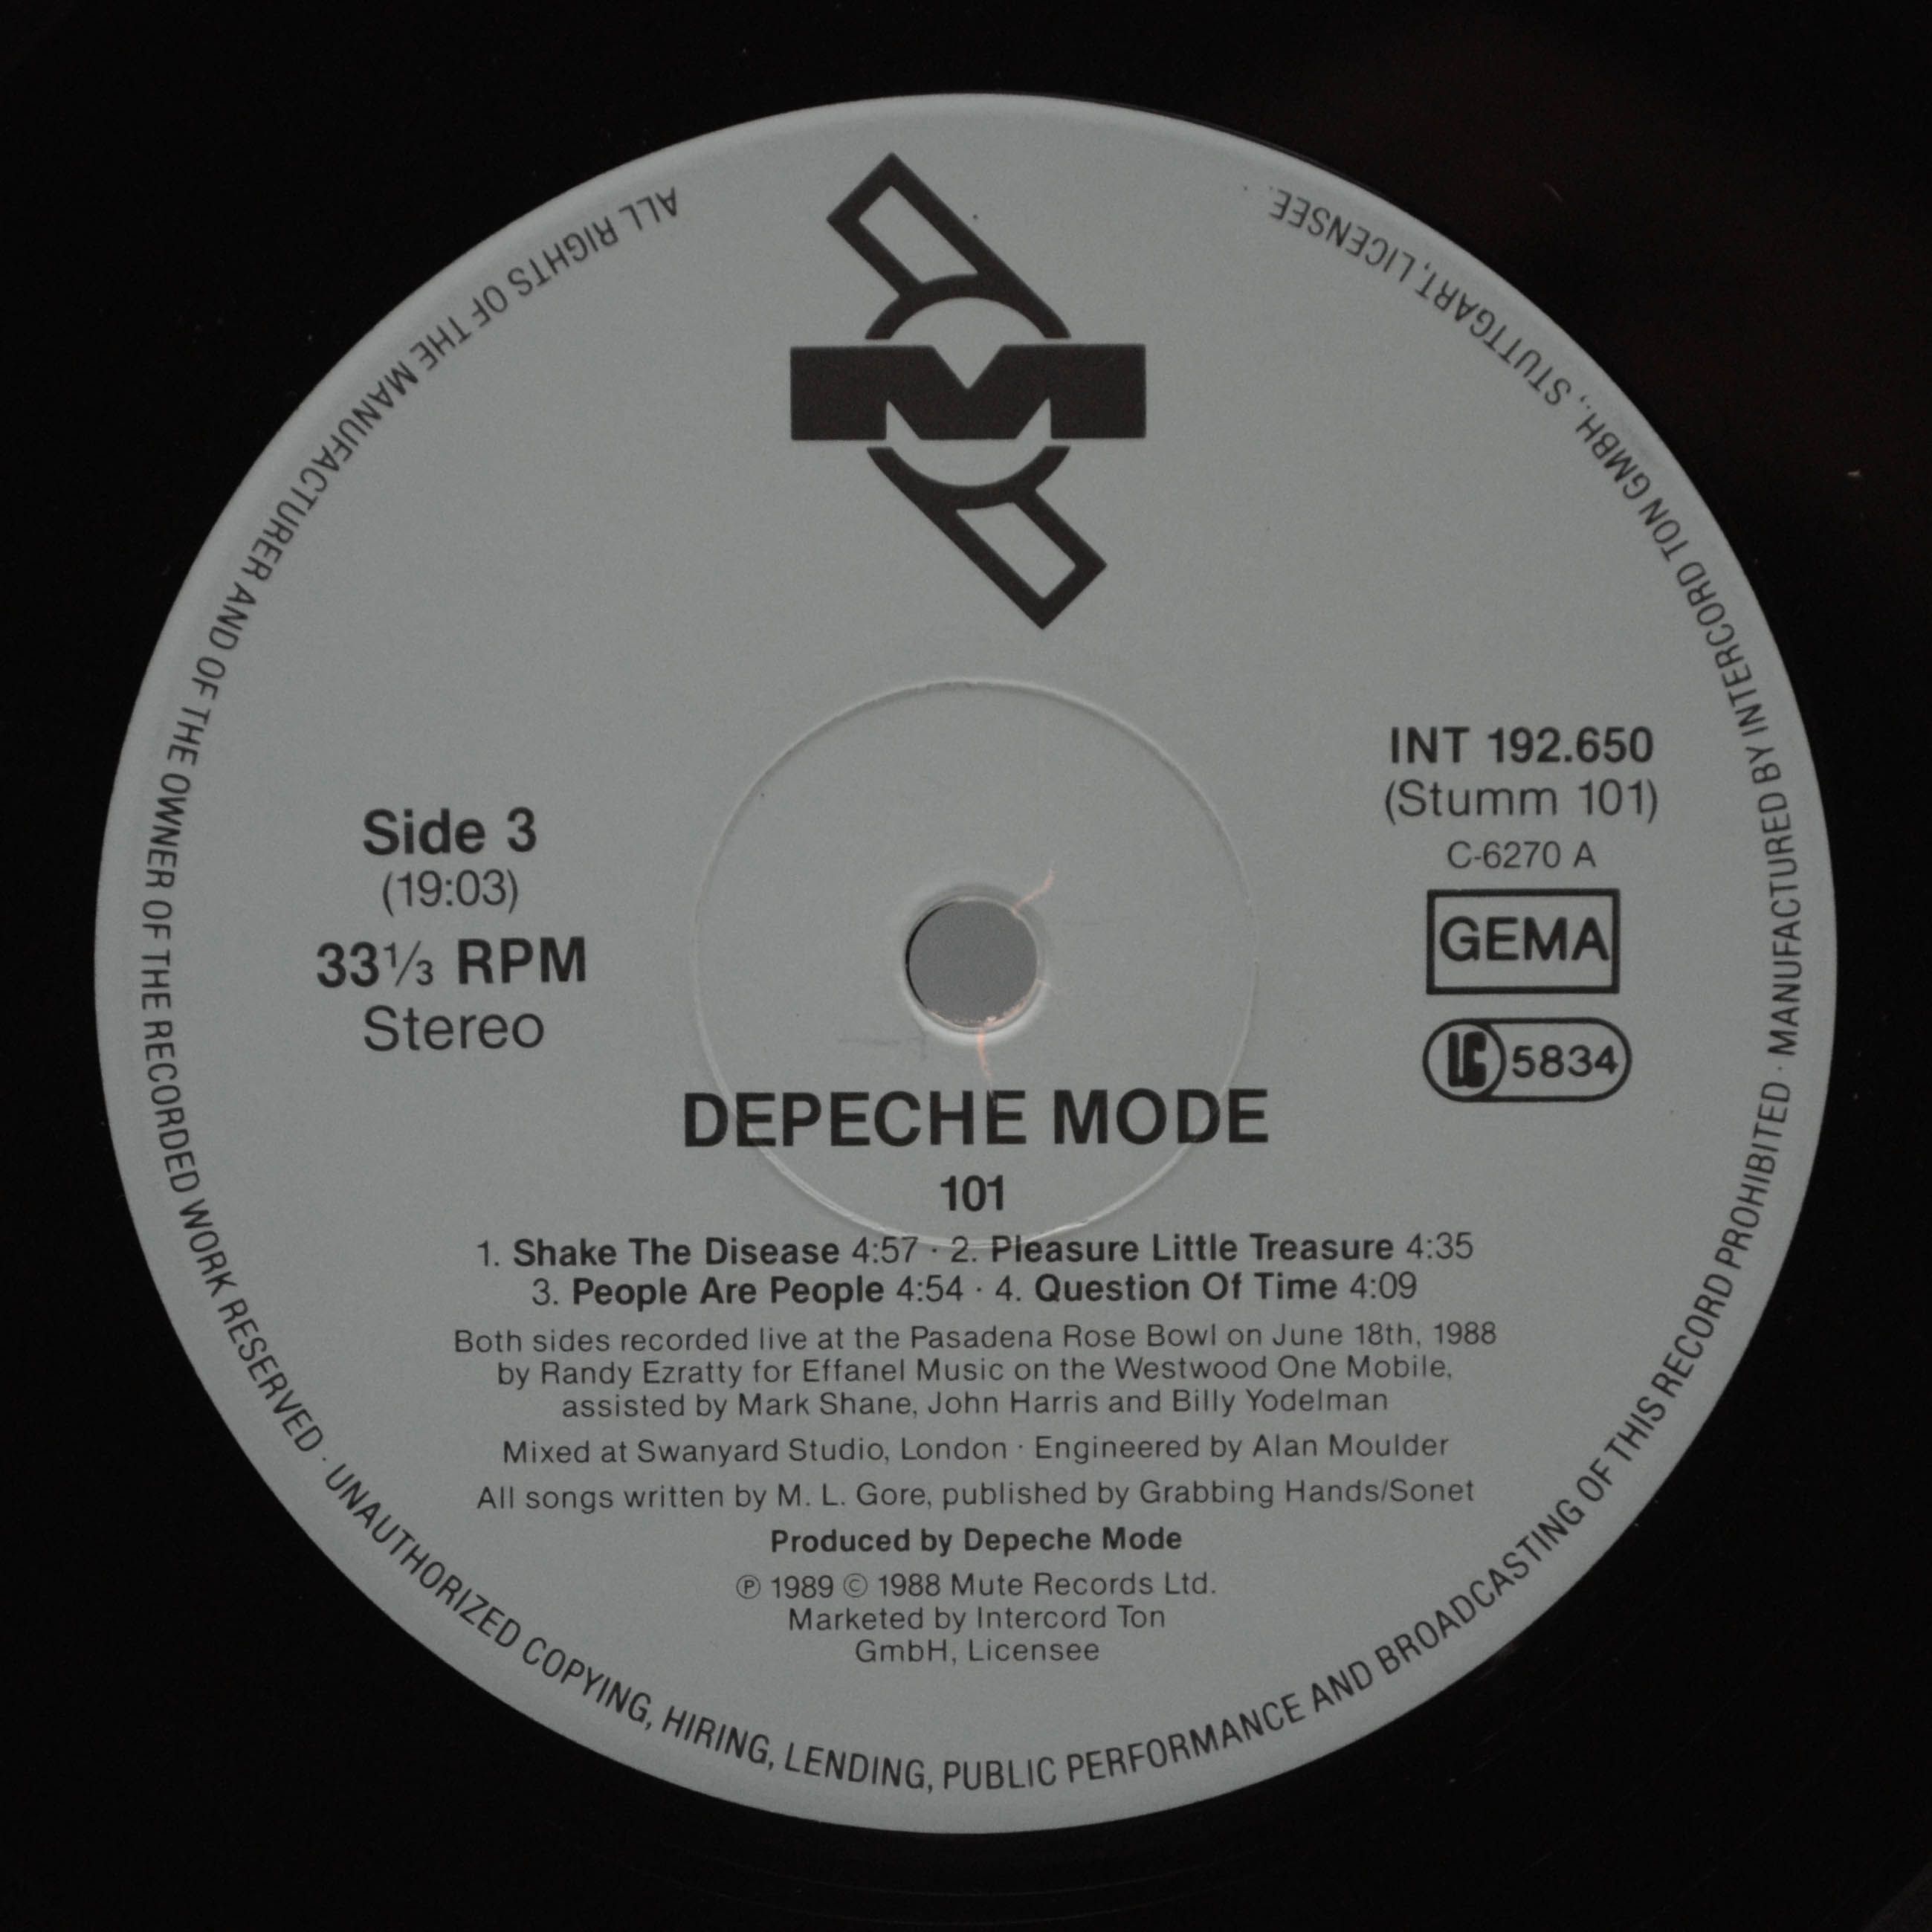 M
Side 3
(19:03)
33⅓ RPM
Stereo
INT 192.650
(Stumm 101)
C-6270 A
GEMA
LC 5834
DEPECHE MODE
101
1. Shake The Disease 4:57 · 2. Pleasure Little Treasure 4:35
3. People Are People 4:54 · 4. Question Of Time 4:09
Both sides recorded live at the Pasadena Rose Bowl on June 18th, 1988
by Randy Ezratty for Effanel Music on the Westwood One Mobile,
assisted by Mark Shane, John Harris and Billy Yodelman
Mixed at Swanyard Studio, London · Engineered by Alan Moulder
All songs written by M. L. Gore, published by Grabbing Hands/Sonet
Produced by Depeche Mode
℗ 1989 © 1988 Mute Records Ltd.
Marketed by Intercord Ton
GmbH, Licensee
ALL RIGHTS OF THE MANUFACTURER AND OF THE OWNER OF THE RECORDED WORK RESERVED · UNAUTHORIZED COPYING, HIRING, LENDING, PUBLIC PERFORMANCE AND BROADCASTING OF THIS RECORD PROHIBITED · MANUFACTURED BY INTERCORD TON GMBH., STUTTGART, LICENSEE.